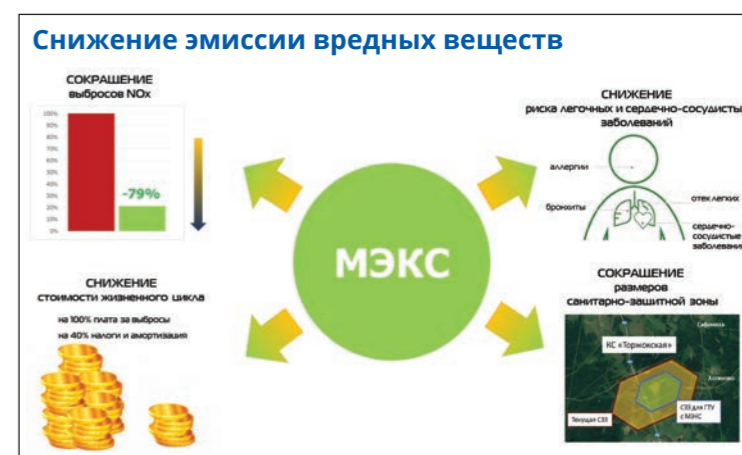 Снижение эмиссии вредных веществ
СОКРАЩЕНИЕ
выбросов NOx
100%
90%
80%
70%
60%
50%
40%
30%
20%
10%
0%
-79%
СНИЖЕНИЕ
риска легочных и сердечно-сосудисты
заболеваний
аллергии
бронхиты
отек легких
сердечно-
сосудистые
заболевани
МЭКС
СНИЖЕНИЕ
стоимости жизненного цикла
на 100% плата за выбросы
на 40% налоги и амортизация
СОКРАЩЕНИЕ
размеров
санитарно-защитной зоны
КС «Торжокская»
Текущая СЗЗ
СЗЗ для ГТУ
с МЭКС